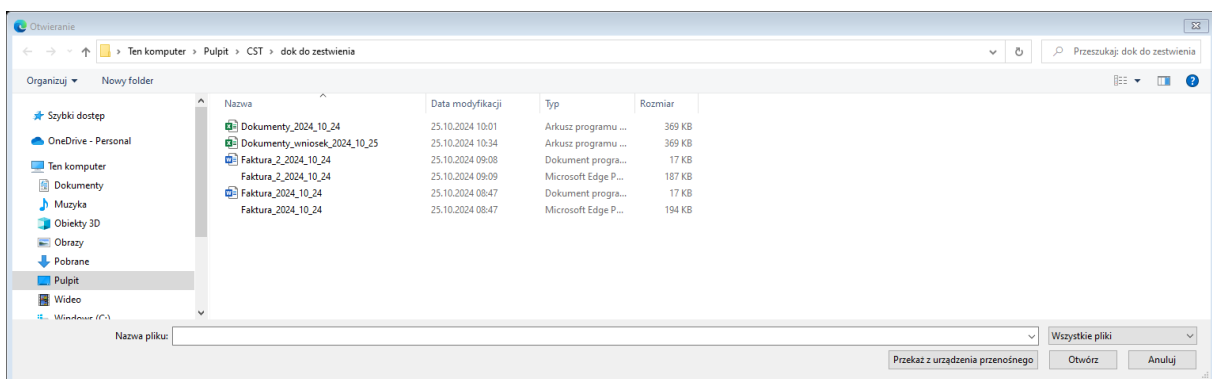 Otwieranie
Ten komputer > Pulpit > CST > dok do zestwienia
Przeszukaj: dok do zestwienia
Organizuj Nowy folder
Szybki dostęp
OneDrive - Personal
Ten komputer
Dokumenty
Muzyka
Obiekty 3D
Obrazy
Pobrane
Pulpit
Wideo
Windows (C:)
Nazwa Data modyfikacji Typ Rozmiar
Dokumenty_2024_10_24 25.10.2024 10:01 Arkusz programu ... 369 KB
Dokumenty_wniosek_2024_10_25 25.10.2024 10:34 Arkusz programu ... 369 KB
Faktura_2_2024_10_24 25.10.2024 09:08 Dokument progra... 17 KB
Faktura_2_2024_10_24 25.10.2024 09:09 Microsoft Edge P... 187 KB
Faktura_2024_10_24 25.10.2024 08:47 Dokument progra... 17 KB
Faktura_2024_10_24 25.10.2024 08:47 Microsoft Edge P... 194 KB
Nazwa pliku:
Wszystkie pliki
Przekaż z urządzenia przenośnego Otwórz Anuluj